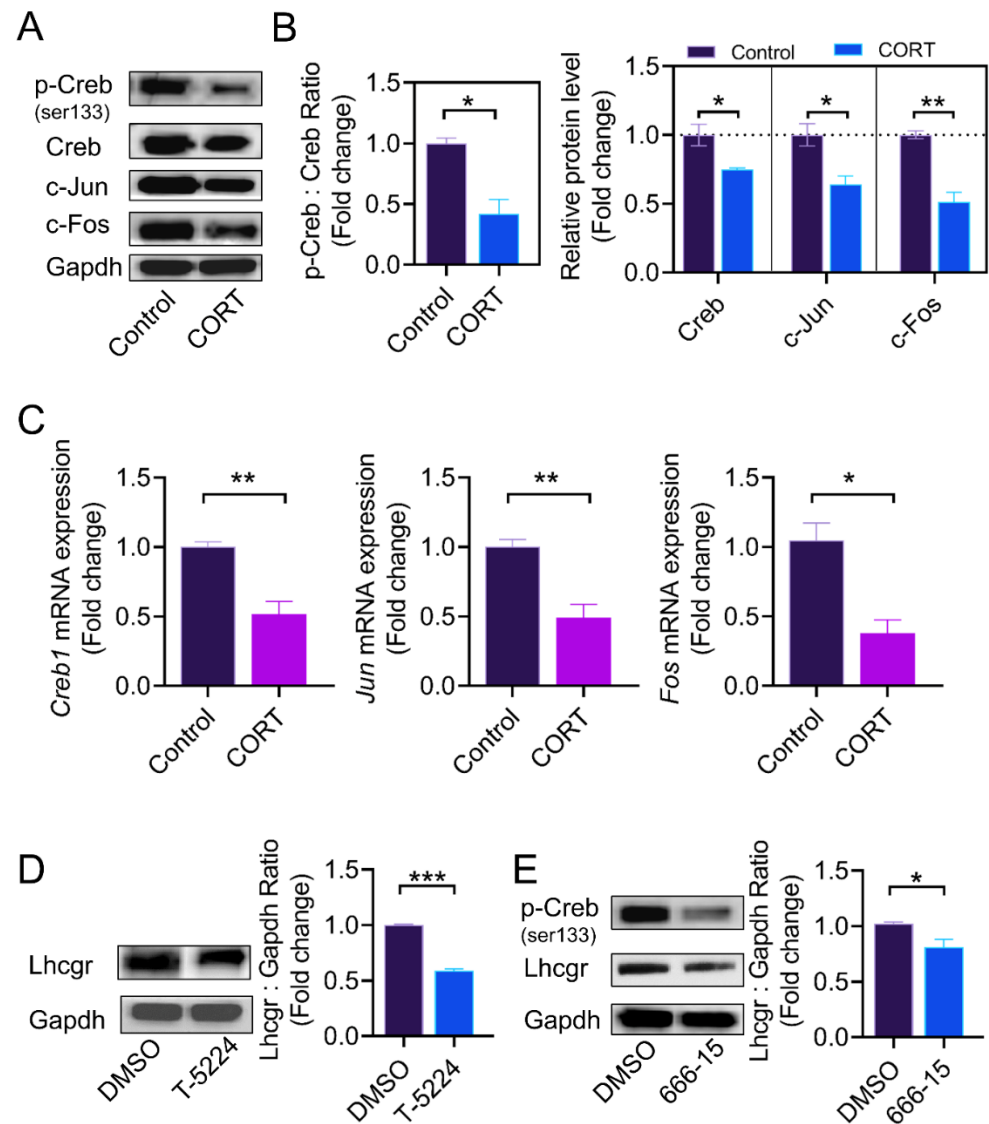 A
p-Creb
(ser133)
Creb
c-Jun
c-Fos
Gapdh
Control
CORT
B
p-Creb : Creb Ratio
(Fold change)
1.5
1.0
0.5
0.0
*
Control
CORT
Control
CORT
Relative protein level
(Fold change)
1.5
1.0
0.5
0.0
*
*
**
Creb
c-Jun
c-Fos
C
Creb1 mRNA expression
(Fold change)
1.5
1.0
0.5
0.0
**
Control
CORT
Jun mRNA expression
(Fold change)
1.5
1.0
0.5
0.0
**
Control
CORT
Fos mRNA expression
(Fold change)
1.5
1.0
0.5
0.0
*
Control
CORT
D
Lhcgr
Gapdh
DMSO
T-5224
Lhcgr : Gapdh Ratio
(Fold change)
1.5
1.0
0.5
0.0
***
DMSO
T-5224
E
p-Creb
(ser133)
Lhcgr
Gapdh
DMSO
666-15
Lhcgr : Gapdh Ratio
(Fold change)
1.5
1.0
0.5
0.0
*
DMSO
666-15